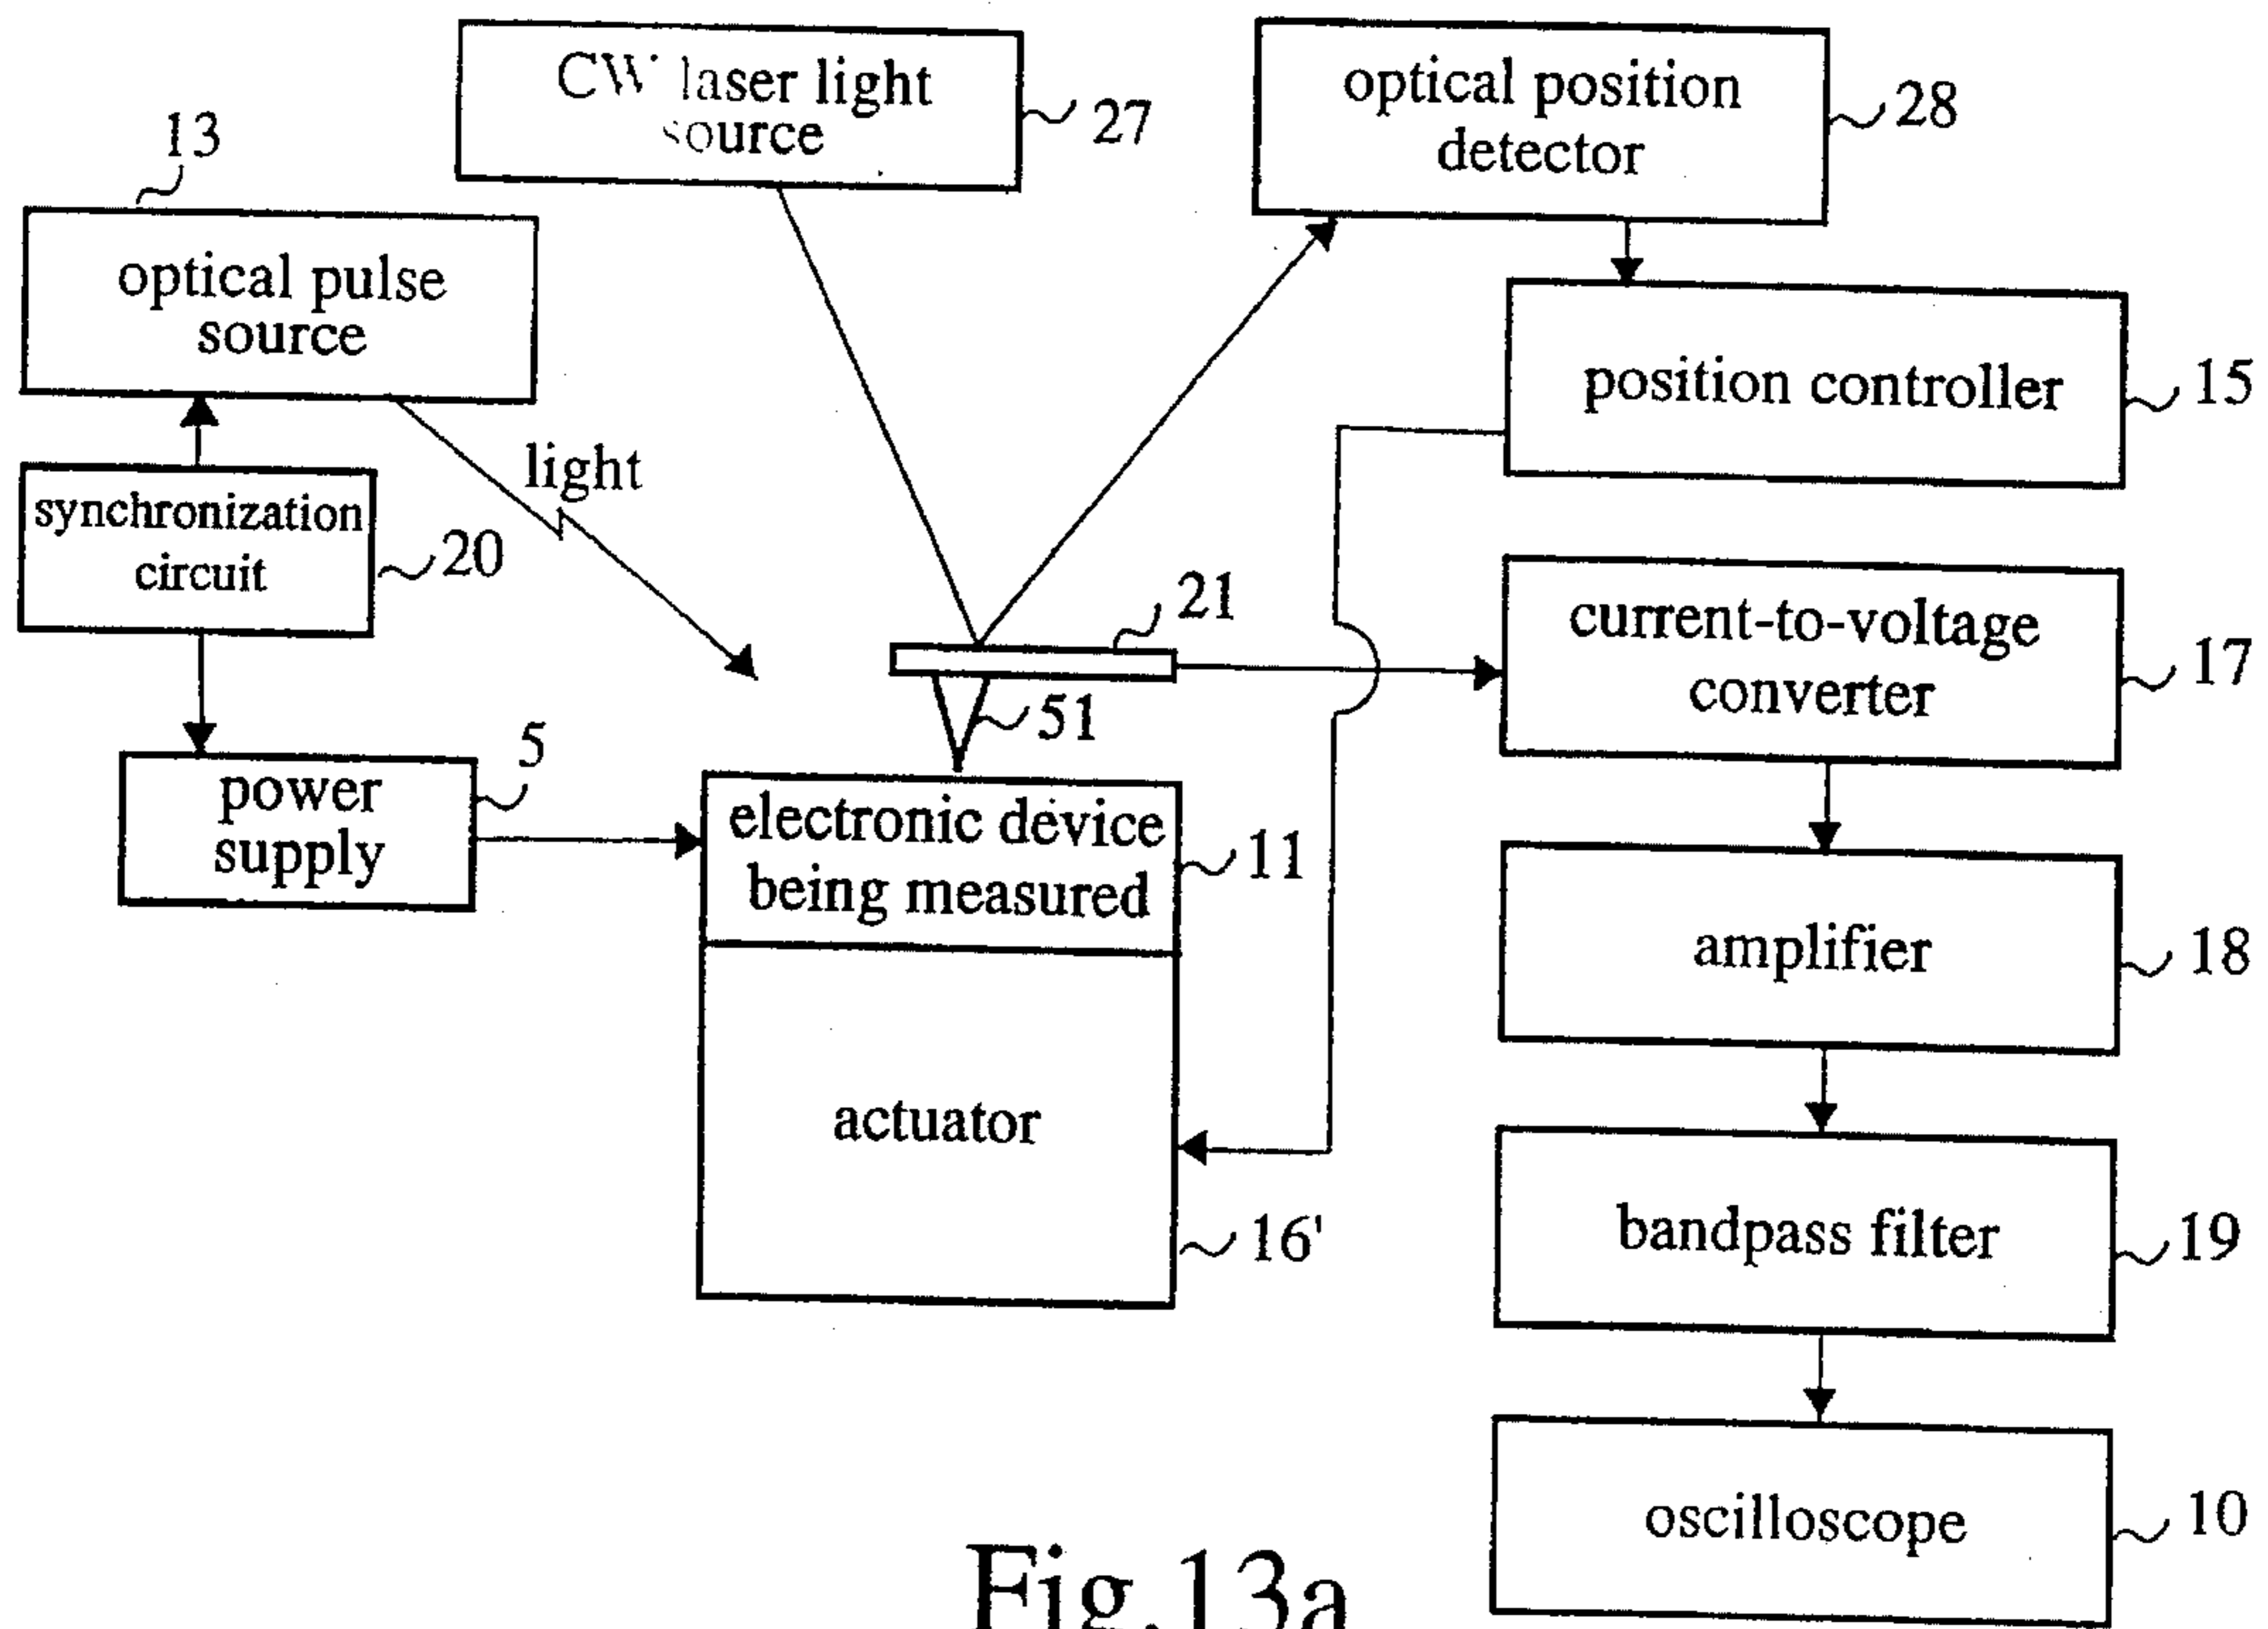 CW laser light
source
27
optical position
detector
28
13
optical pulse
source
light
synchronization
circuit
20
position controller
15
21
current-to-voltage
converter
17
51
5
power
supply
electronic device
being measured
11
amplifier
18
actuator
16'
bandpass filter
19
oscilloscope
10
Fig.13a